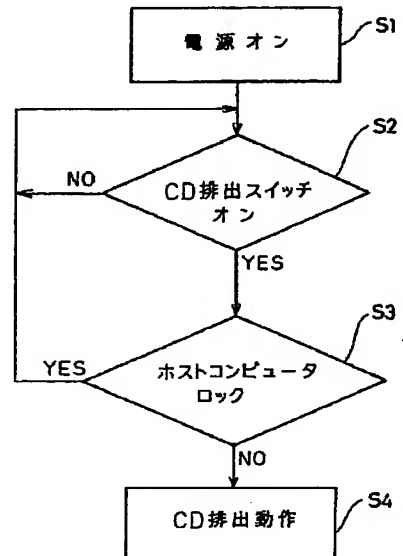 電源オン
S1
S2
CD排出スイッチ
オン
NO
YES
S3
ホストコンピュータ
ロック
YES
NO
CD排出動作
S4